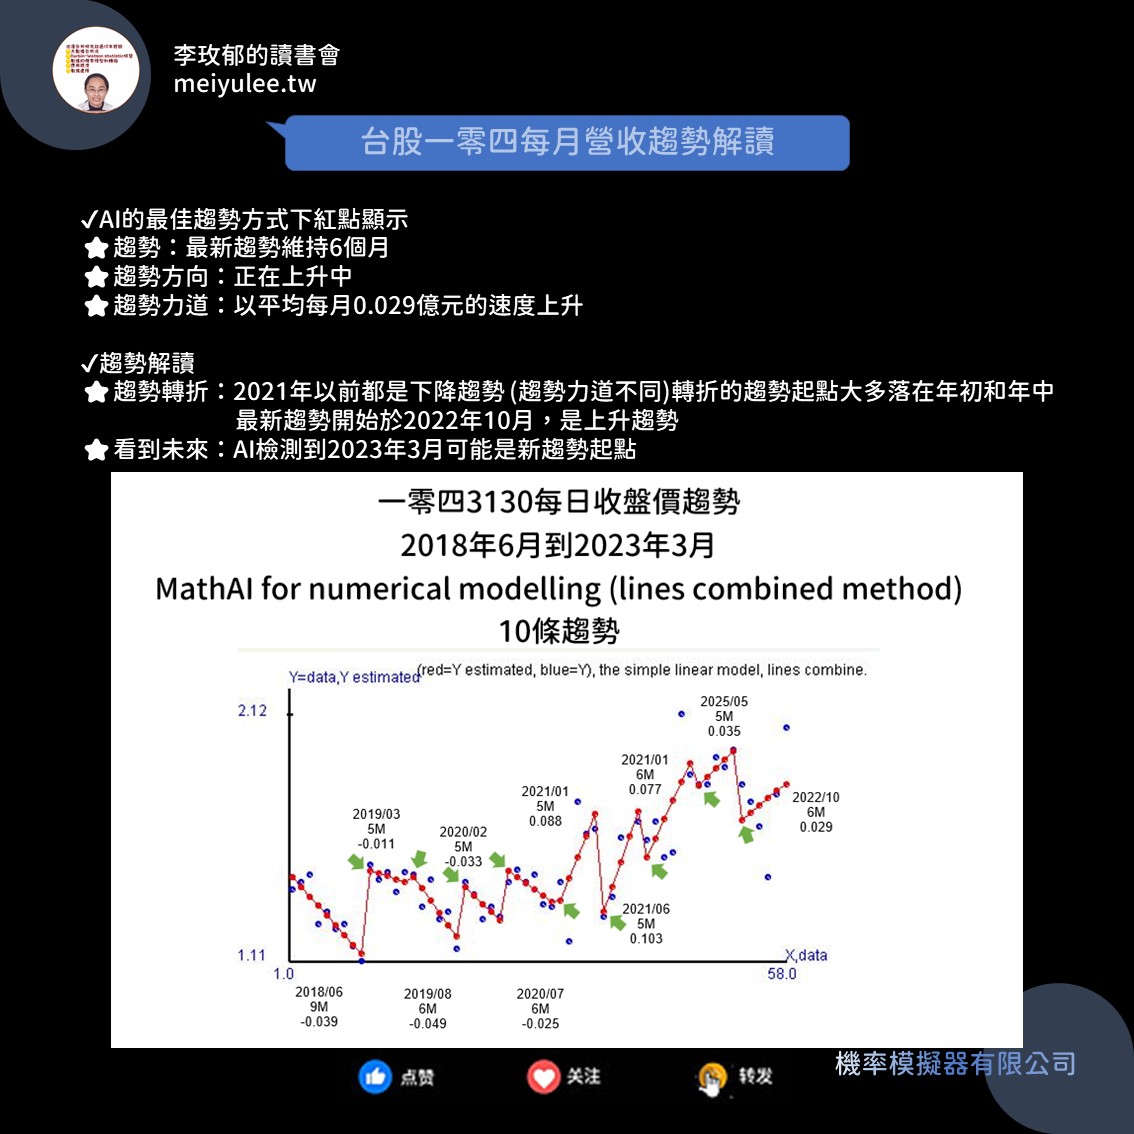 李玫郁的讀書會
meiyulee.tw
台股一零四每月營收趨勢解讀
✓AI的最佳趨勢方式下紅點顯示
★趨勢：最新趨勢維持6個月
★趨勢方向：正在上升中
★趨勢力道：以平均每月0.029億元的速度上升
✓趨勢解讀
★趨勢轉折：2021年以前都是下降趨勢(趨勢力道不同)轉折的趨勢起點大多落在年初和年中
最新趨勢開始於2022年10月，是上升趨勢
★看到未來：AI檢測到2023年3月可能是新趨勢起點
一零四3130每日收盤價趨勢
2018年6月到2023年3月
MathAI for numerical modelling (lines combined method)
10條趨勢
Y=data,Y estimated
(red=Y estimated, blue=Y), the simple linear model, lines combine.
2.12
2025/05
5M
0.035
2021/01
6M
0.077
2021/01
5M
0.088
2022/10
6M
0.029
2019/03
5M
-0.011
2020/02
5M
-0.033
2021/06
5M
0.103
1.11
X,data
1.0
58.0
2018/06
9M
-0.039
2019/08
6M
-0.049
2020/07
6M
-0.025
機率模擬器有限公司
点赞
关注
转发